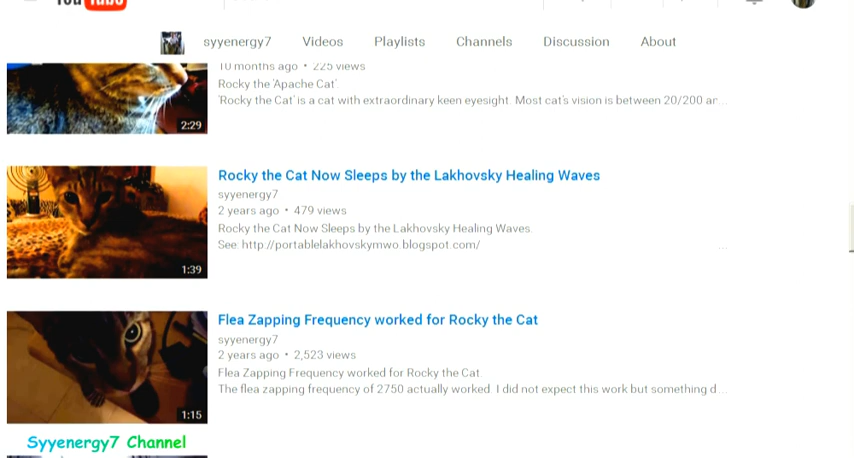 YouTube
syyenergy7 Videos Playlists Channels Discussion About
10 months ago • 225 views
Rocky the 'Apache Cat'.
'Rocky the Cat' is a cat with extraordinary keen eyesight. Most cat's vision is between 20/200 ar...
2:29
Rocky the Cat Now Sleeps by the Lakhovsky Healing Waves
syyenergy7
2 years ago • 479 views
Rocky the Cat Now Sleeps by the Lakhovsky Healing Waves.
See: http://portablelakhovskymwo.blogspot.com/ ...
1:39
Flea Zapping Frequency worked for Rocky the Cat
syyenergy7
2 years ago • 2,523 views
Flea Zapping Frequency worked for Rocky the Cat.
The flea zapping frequency of 2750 actually worked. I did not expect this work but something d...
1:15
Syyenergy7 Channel